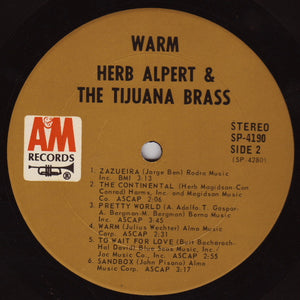 WARM
HERB ALPERT &
THE TIJUANA BRASS
A&M
RECORDS
®
STEREO
SP-4190
SIDE 2
(SP 4280)
1. ZAZUEIRA (Jorge Ben) Rodra Music
Inc. BMI 3:13
2. THE CONTINENTAL (Herb Magidson Con
Conrad) Harms, Inc. and Magidson Music
Co. ASCAP 2:06
3. PRETTY WORLD (A. Adolfo T. Gaspar
A. Bergman-M. Bergman) Berna Music
Inc. ASCAP 3:45
4. WARM (Julius Wechter) Almo Music
Corp. ASCAP 2:31
5. TO WAIT FOR LOVE (Burt Bacharach-
Hal David) Blue Seas Music, Inc./
Jac Music Co., Inc. ASCAP 2:55
6. SANDBOX (John Pisano) Almo
Music Corp. ASCAP 3:17